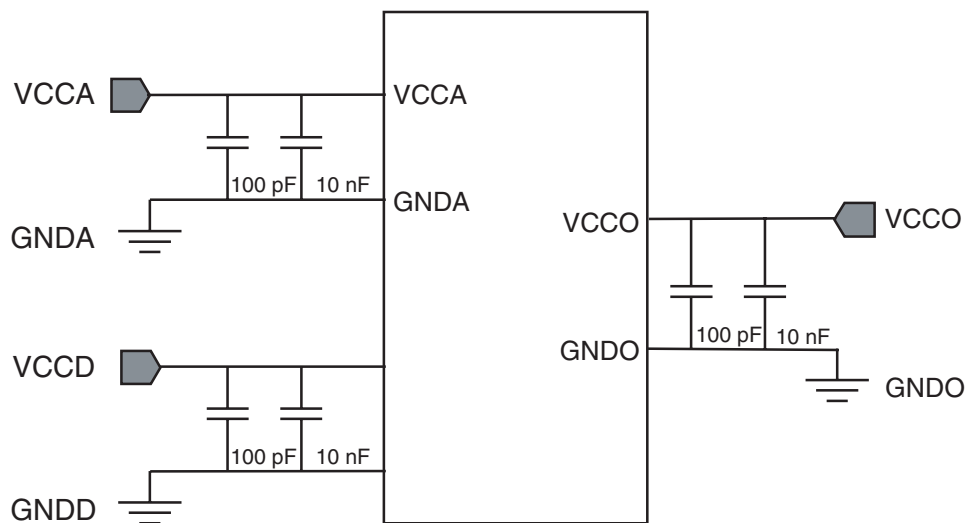 VCCA
VCCA
100 pF 10 nF
GNDA
GNDA
VCCO
VCCO
100 pF 10 nF
GNDO
GNDO
VCCD
100 pF 10 nF
GNDD